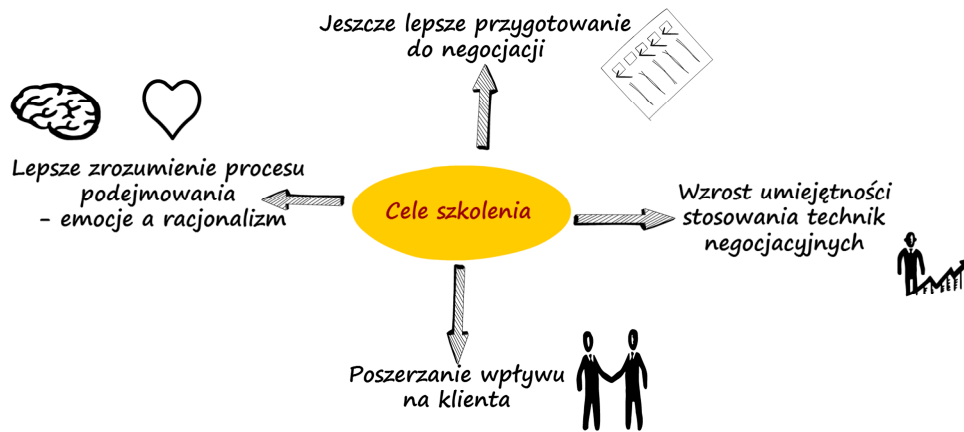 Jeszcze lepsze przygotowanie
do negocjacji
Lepsze zrozumienie procesu
podejmowania
- emocje a racjonalizm
Cele szkolenia
Wzrost umiejętności
stosowania technik
negocjacyjnych
Poszerzanie wpływu
na klienta